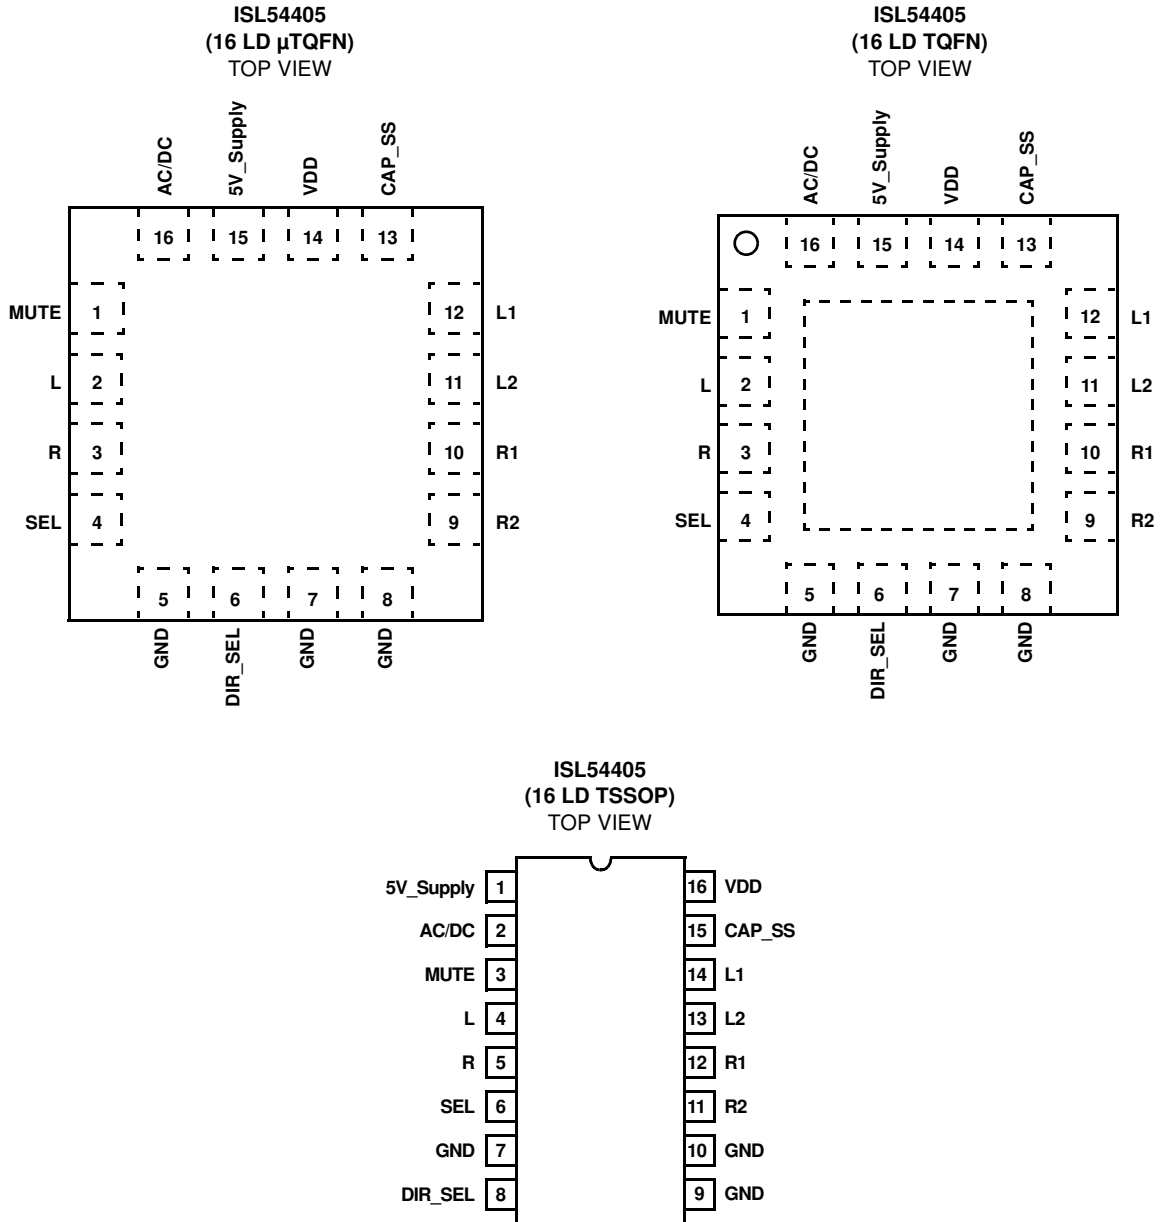 ISL54405
(16 LD µTQFN)
TOP VIEW
AC/DC
5V_Supply
VDD
CAP_SS
16 15 14 13
MUTE 1 12 L1
L 2 11 L2
R 3 10 R1
SEL 4 9 R2
5 6 7 8
GND
DIR_SEL
GND
GND
ISL54405
(16 LD TQFN)
TOP VIEW
AC/DC
5V_Supply
VDD
CAP_SS
16 15 14 13
MUTE 1 12 L1
L 2 11 L2
R 3 10 R1
SEL 4 9 R2
5 6 7 8
GND
DIR_SEL
GND
GND
ISL54405
(16 LD TSSOP)
TOP VIEW
5V_Supply 1 16 VDD
AC/DC 2 15 CAP_SS
MUTE 3 14 L1
L 4 13 L2
R 5 12 R1
SEL 6 11 R2
GND 7 10 GND
DIR_SEL 8 9 GND